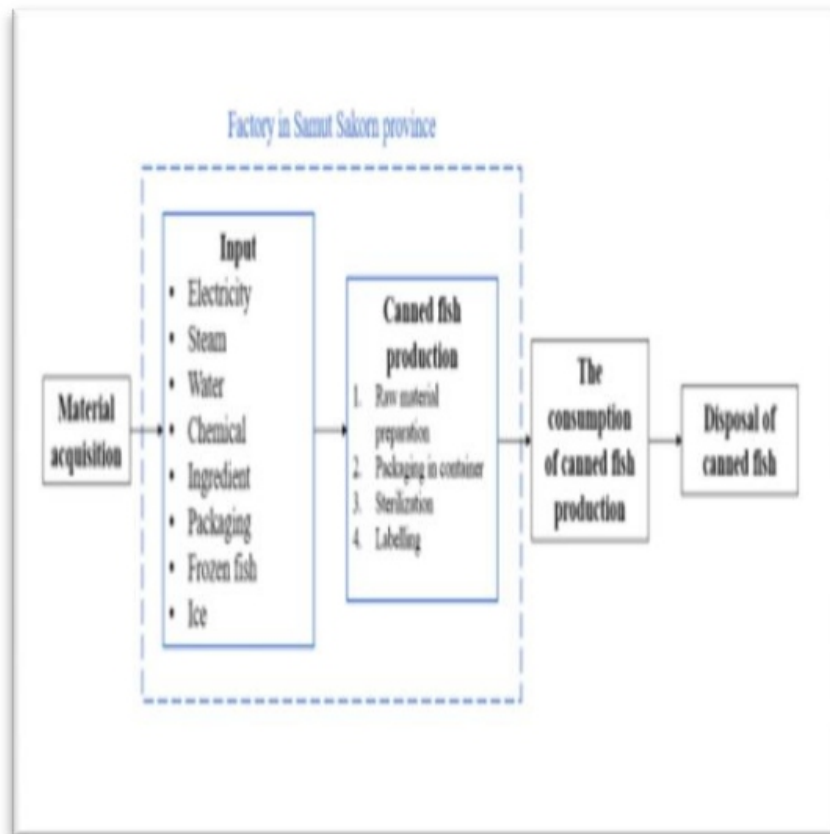 Factory in Samut Sakorn province
Material
acquisition
Input
• Electricity
• Steam
• Water
• Chemical
• Ingredient
• Packaging
• Frozen fish
• Ice
Canned fish
production
1. Raw material
preparation
2. Packaging in container
3. Sterilization
4. Labelling
The
consumption
of canned fish
production
Disposal of
canned fish